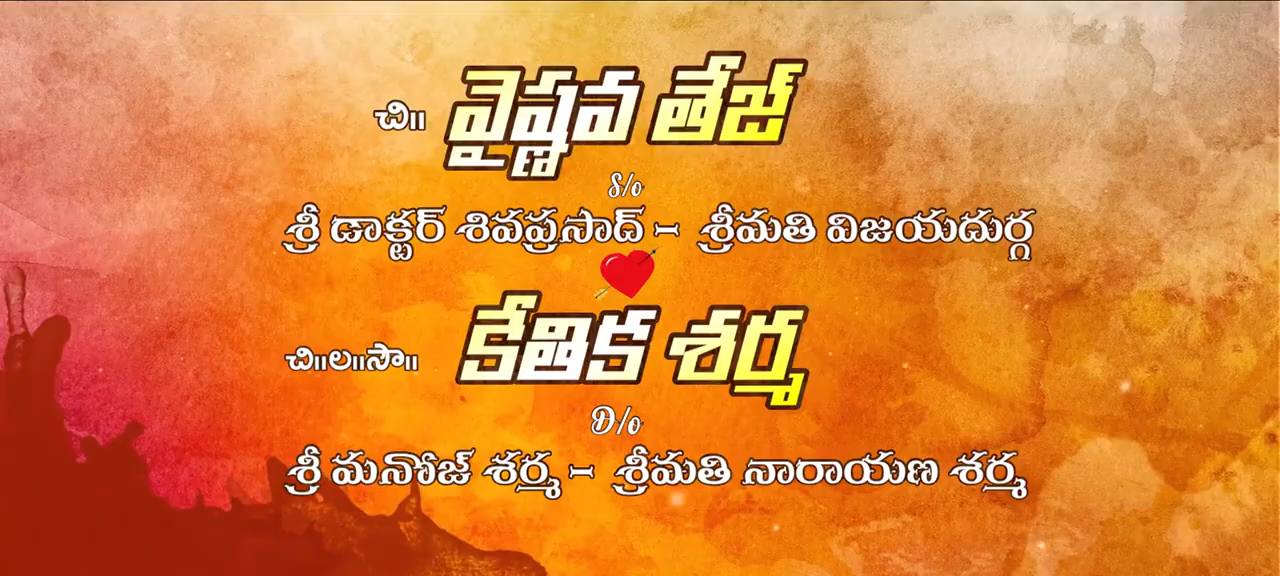 చి॥ వైష్ణవ తేజ్
S/o
శ్రీ డాక్టర్ శివప్రసాద్ - శ్రీమతి విజయదుర్గ
చి॥ల॥సౌ॥ కేతిక శర్మ
D/o
శ్రీ మనోజ్ శర్మ - శ్రీమతి నారాయణ శర్మ